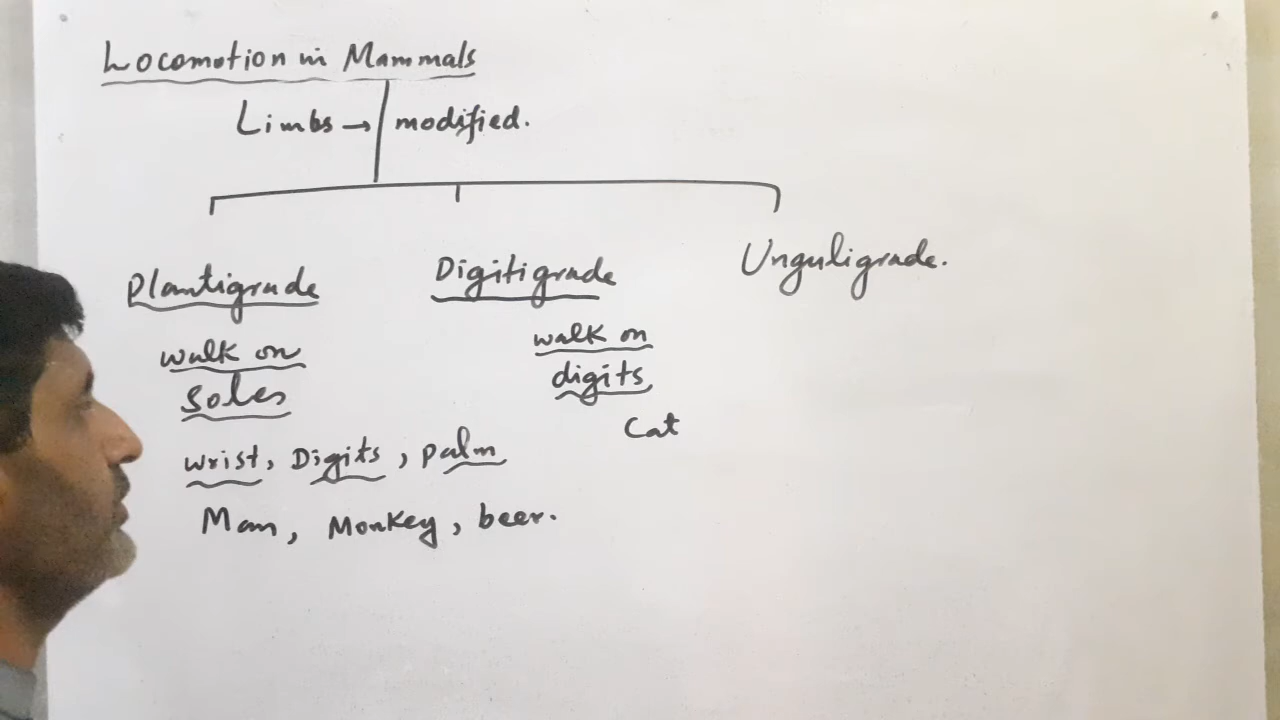 Locomotion in Mammals
Limbs → modified.
Plantigrade
walk on
soles
wrist, Digits, palm
Man, Monkey, beer.
Digitigrade
walk on
digits
Cat
Unguligrade.